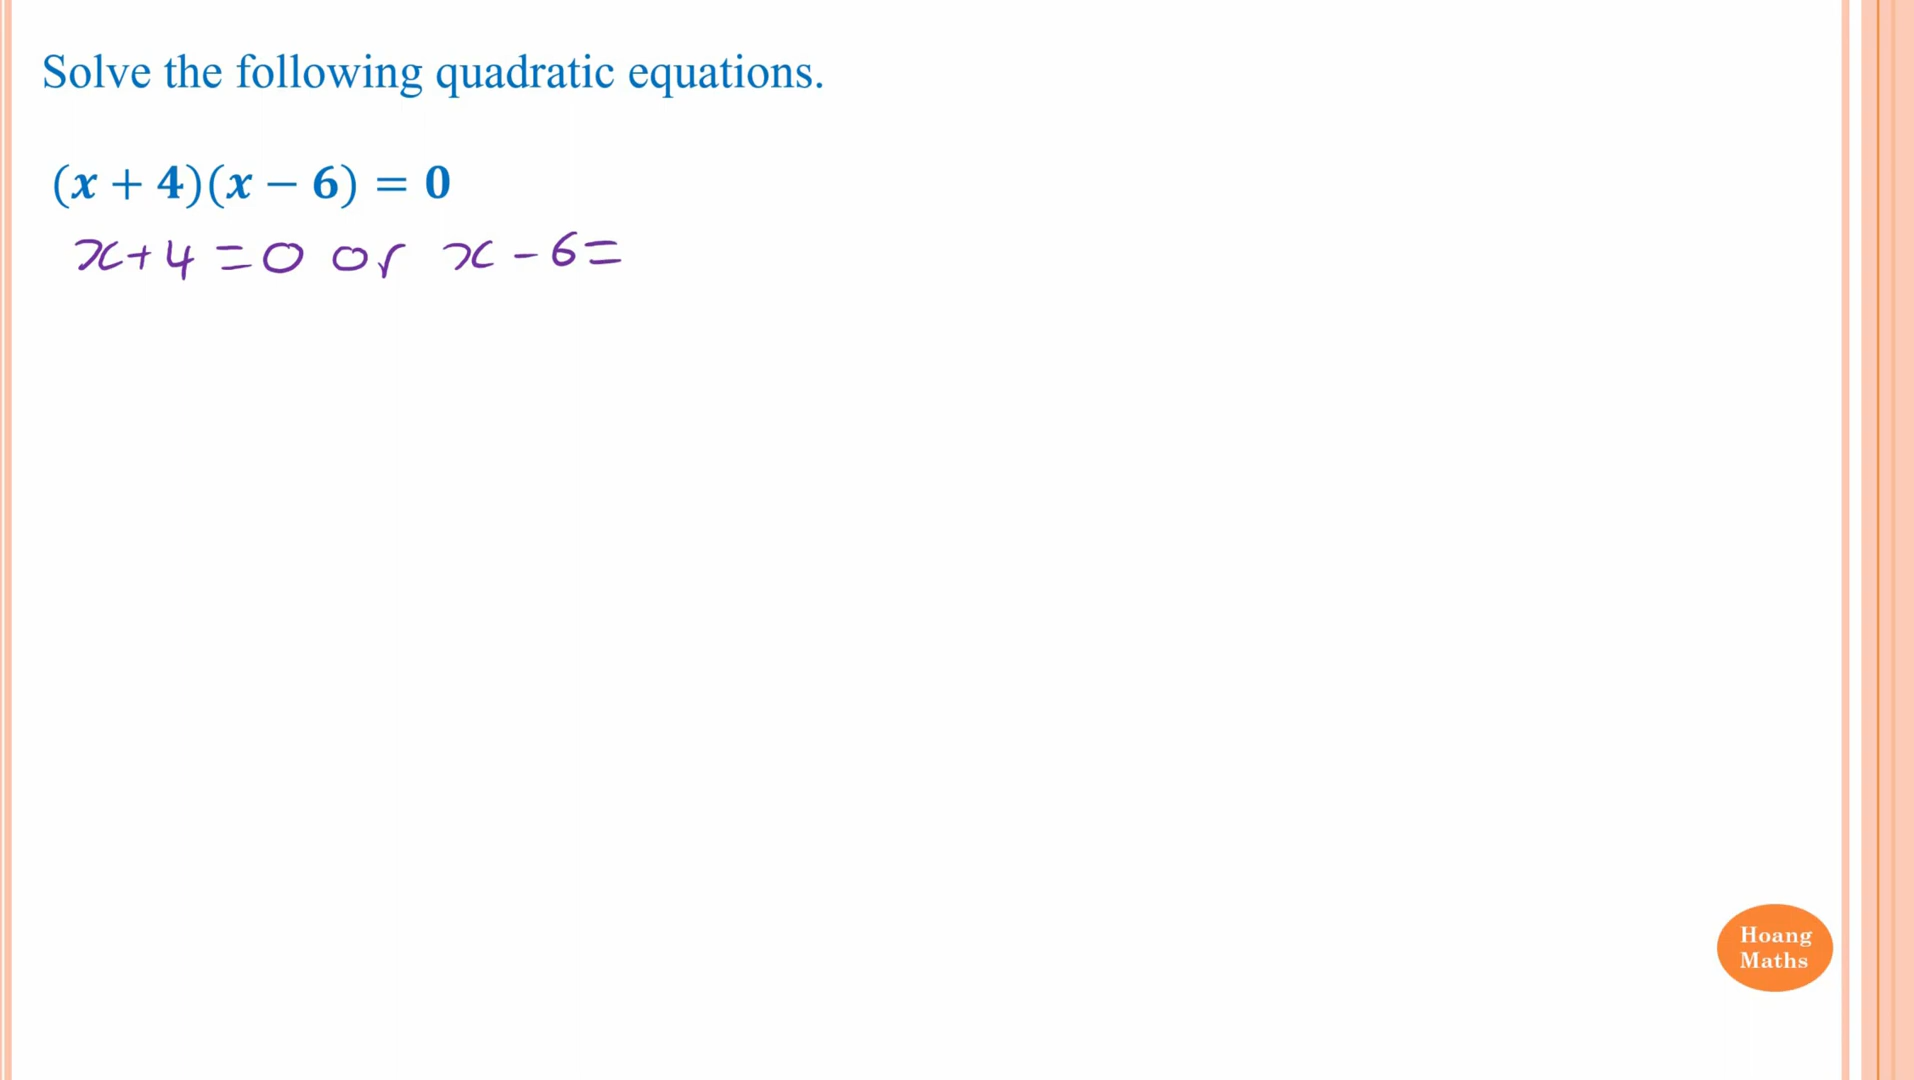 Solve the following quadratic equations.
(x + 4)(x − 6) = 0
x+4 =0 or x −6=
Hoang
Maths